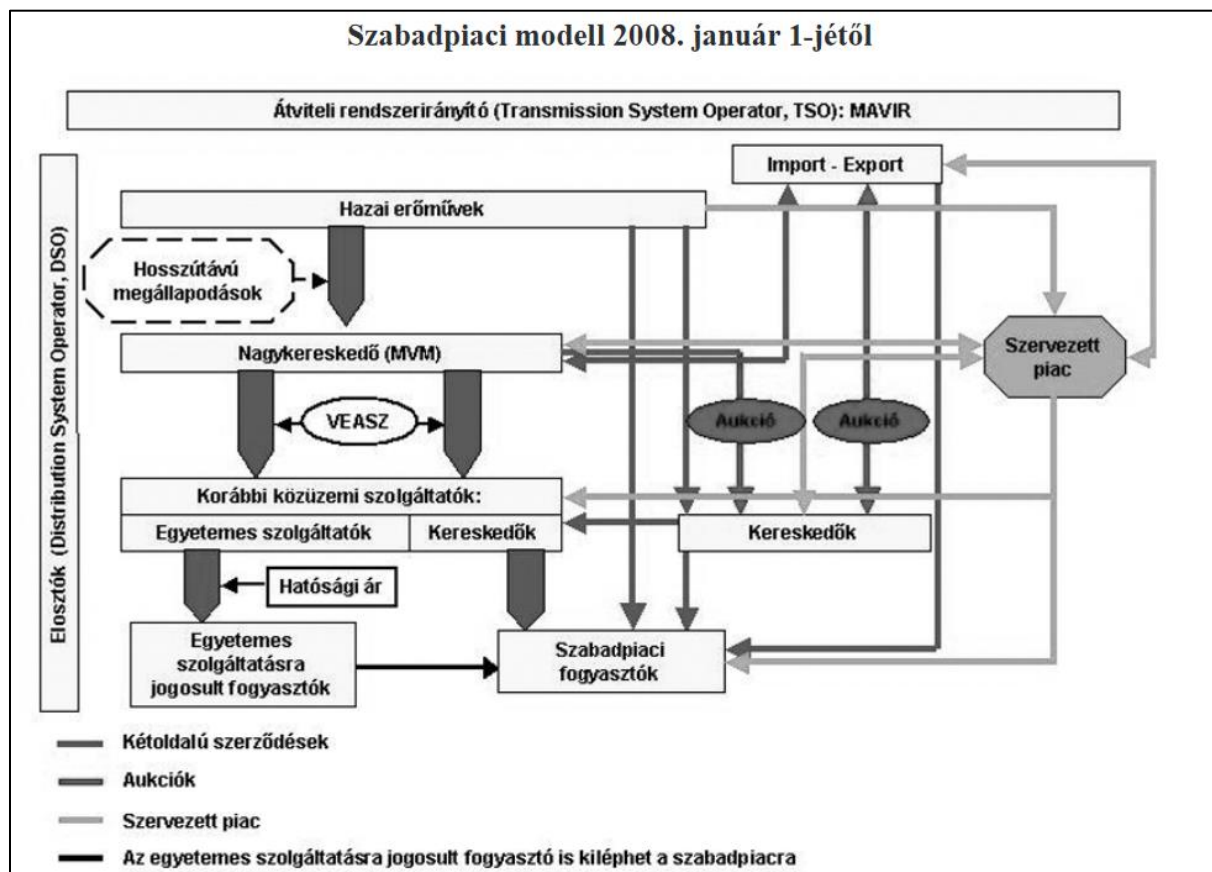 Szabadpiaci modell 2008. január 1-jétől
Átviteli rendszerirányító (Transmission System Operator, TSO): MAVIR
Elosztók (Distribution System Operator, DSO)
Import - Export
Hazai erőművek
Hosszútávú
megállapodások
Nagykereskedő (MVM)
Szervezett
piac
VEASZ
Aukció
Aukció
Korábbi közüzemi szolgáltatók:
Egyetemes szolgáltatók
Kereskedők
Kereskedők
Hatósági ár
Egyetemes
szolgáltatásra
jogosult fogyasztók
Szabadpiaci
fogyasztók
Kétoldalú szerződések
Aukciók
Szervezett piac
Az egyetemes szolgáltatásra jogosult fogyasztó is kiléphet a szabadpiacra